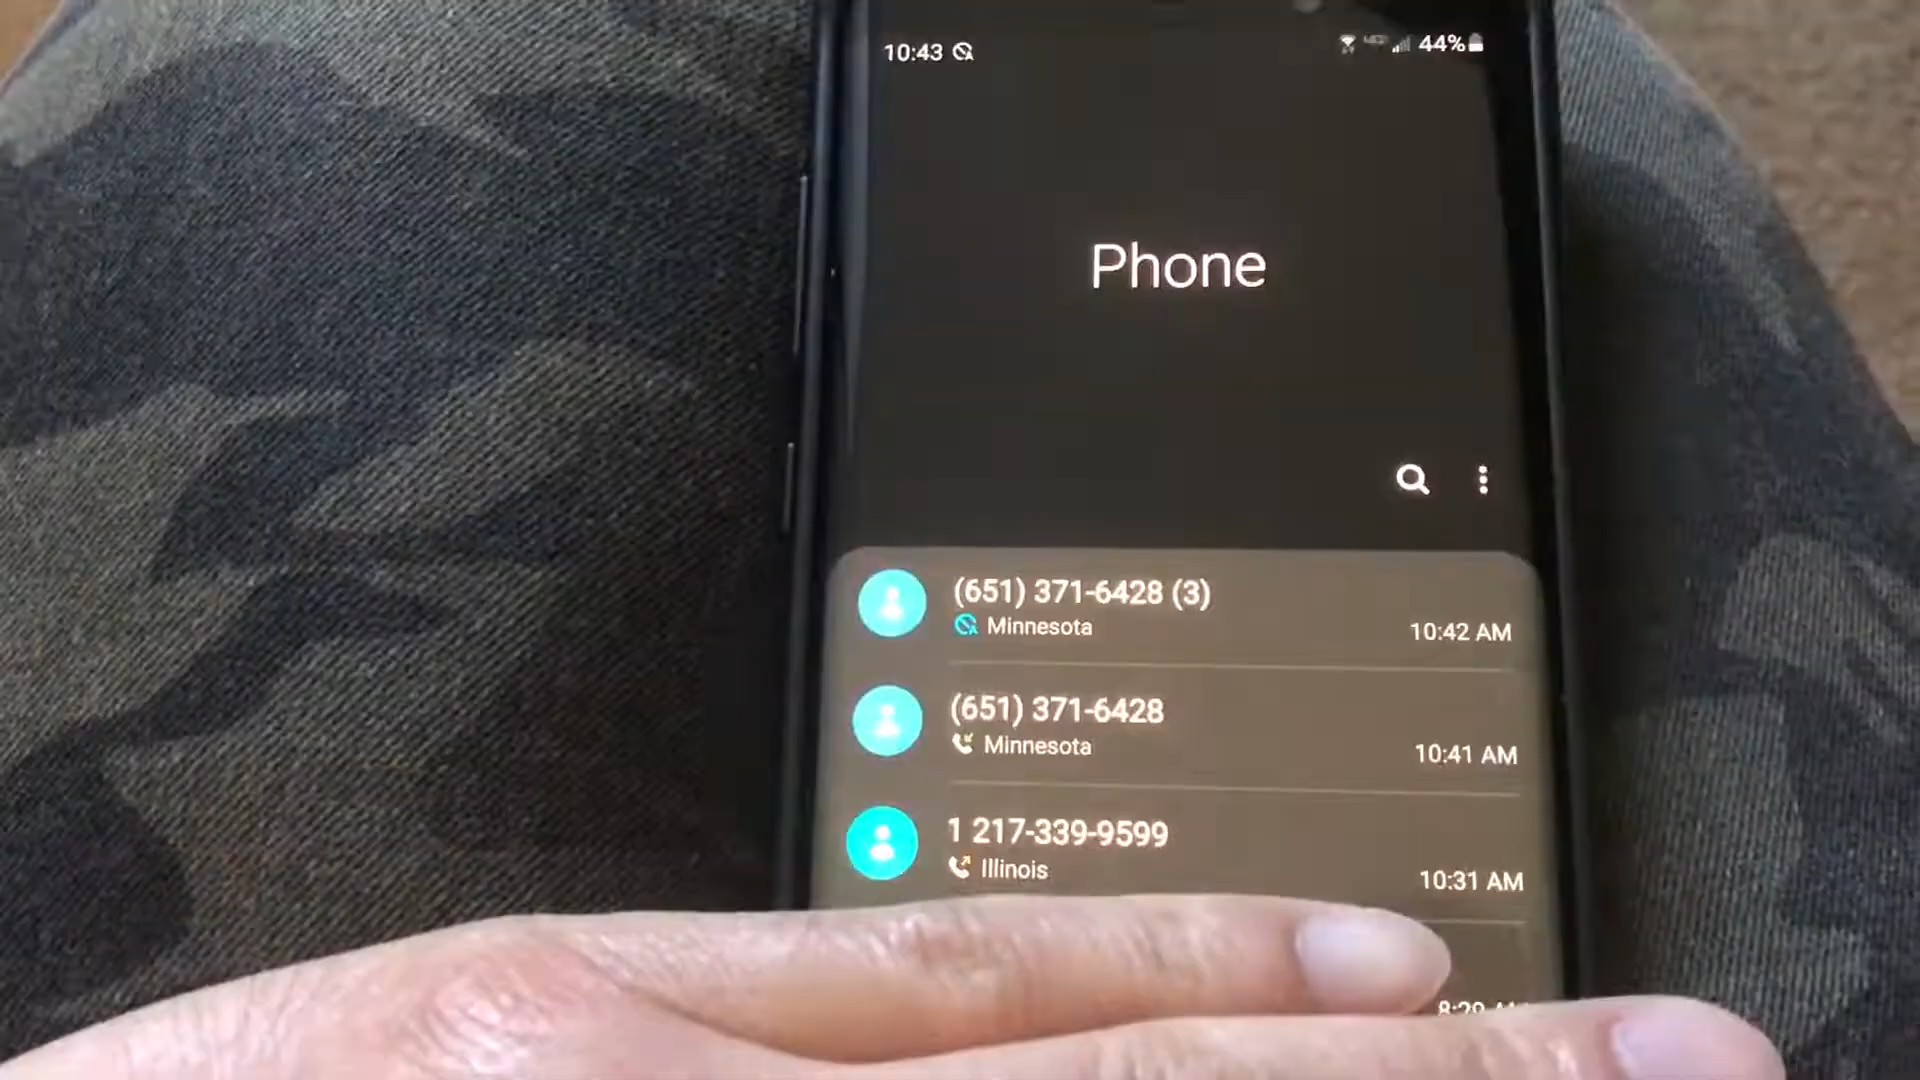 10:43
44%
Phone
(651) 371-6428 (3)
Minnesota
10:42 AM
(651) 371-6428
Minnesota
10:41 AM
1 217-339-9599
Illinois
10:31 AM